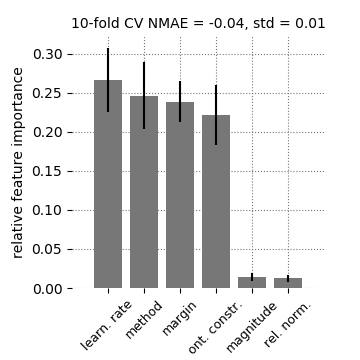 10-fold CV NMAE = -0.04, std = 0.01
relative feature importance
0.30
0.25
0.20
0.15
0.10
0.05
0.00
learn. rate
method
margin
ont. constr.
magnitude
rel. norm.